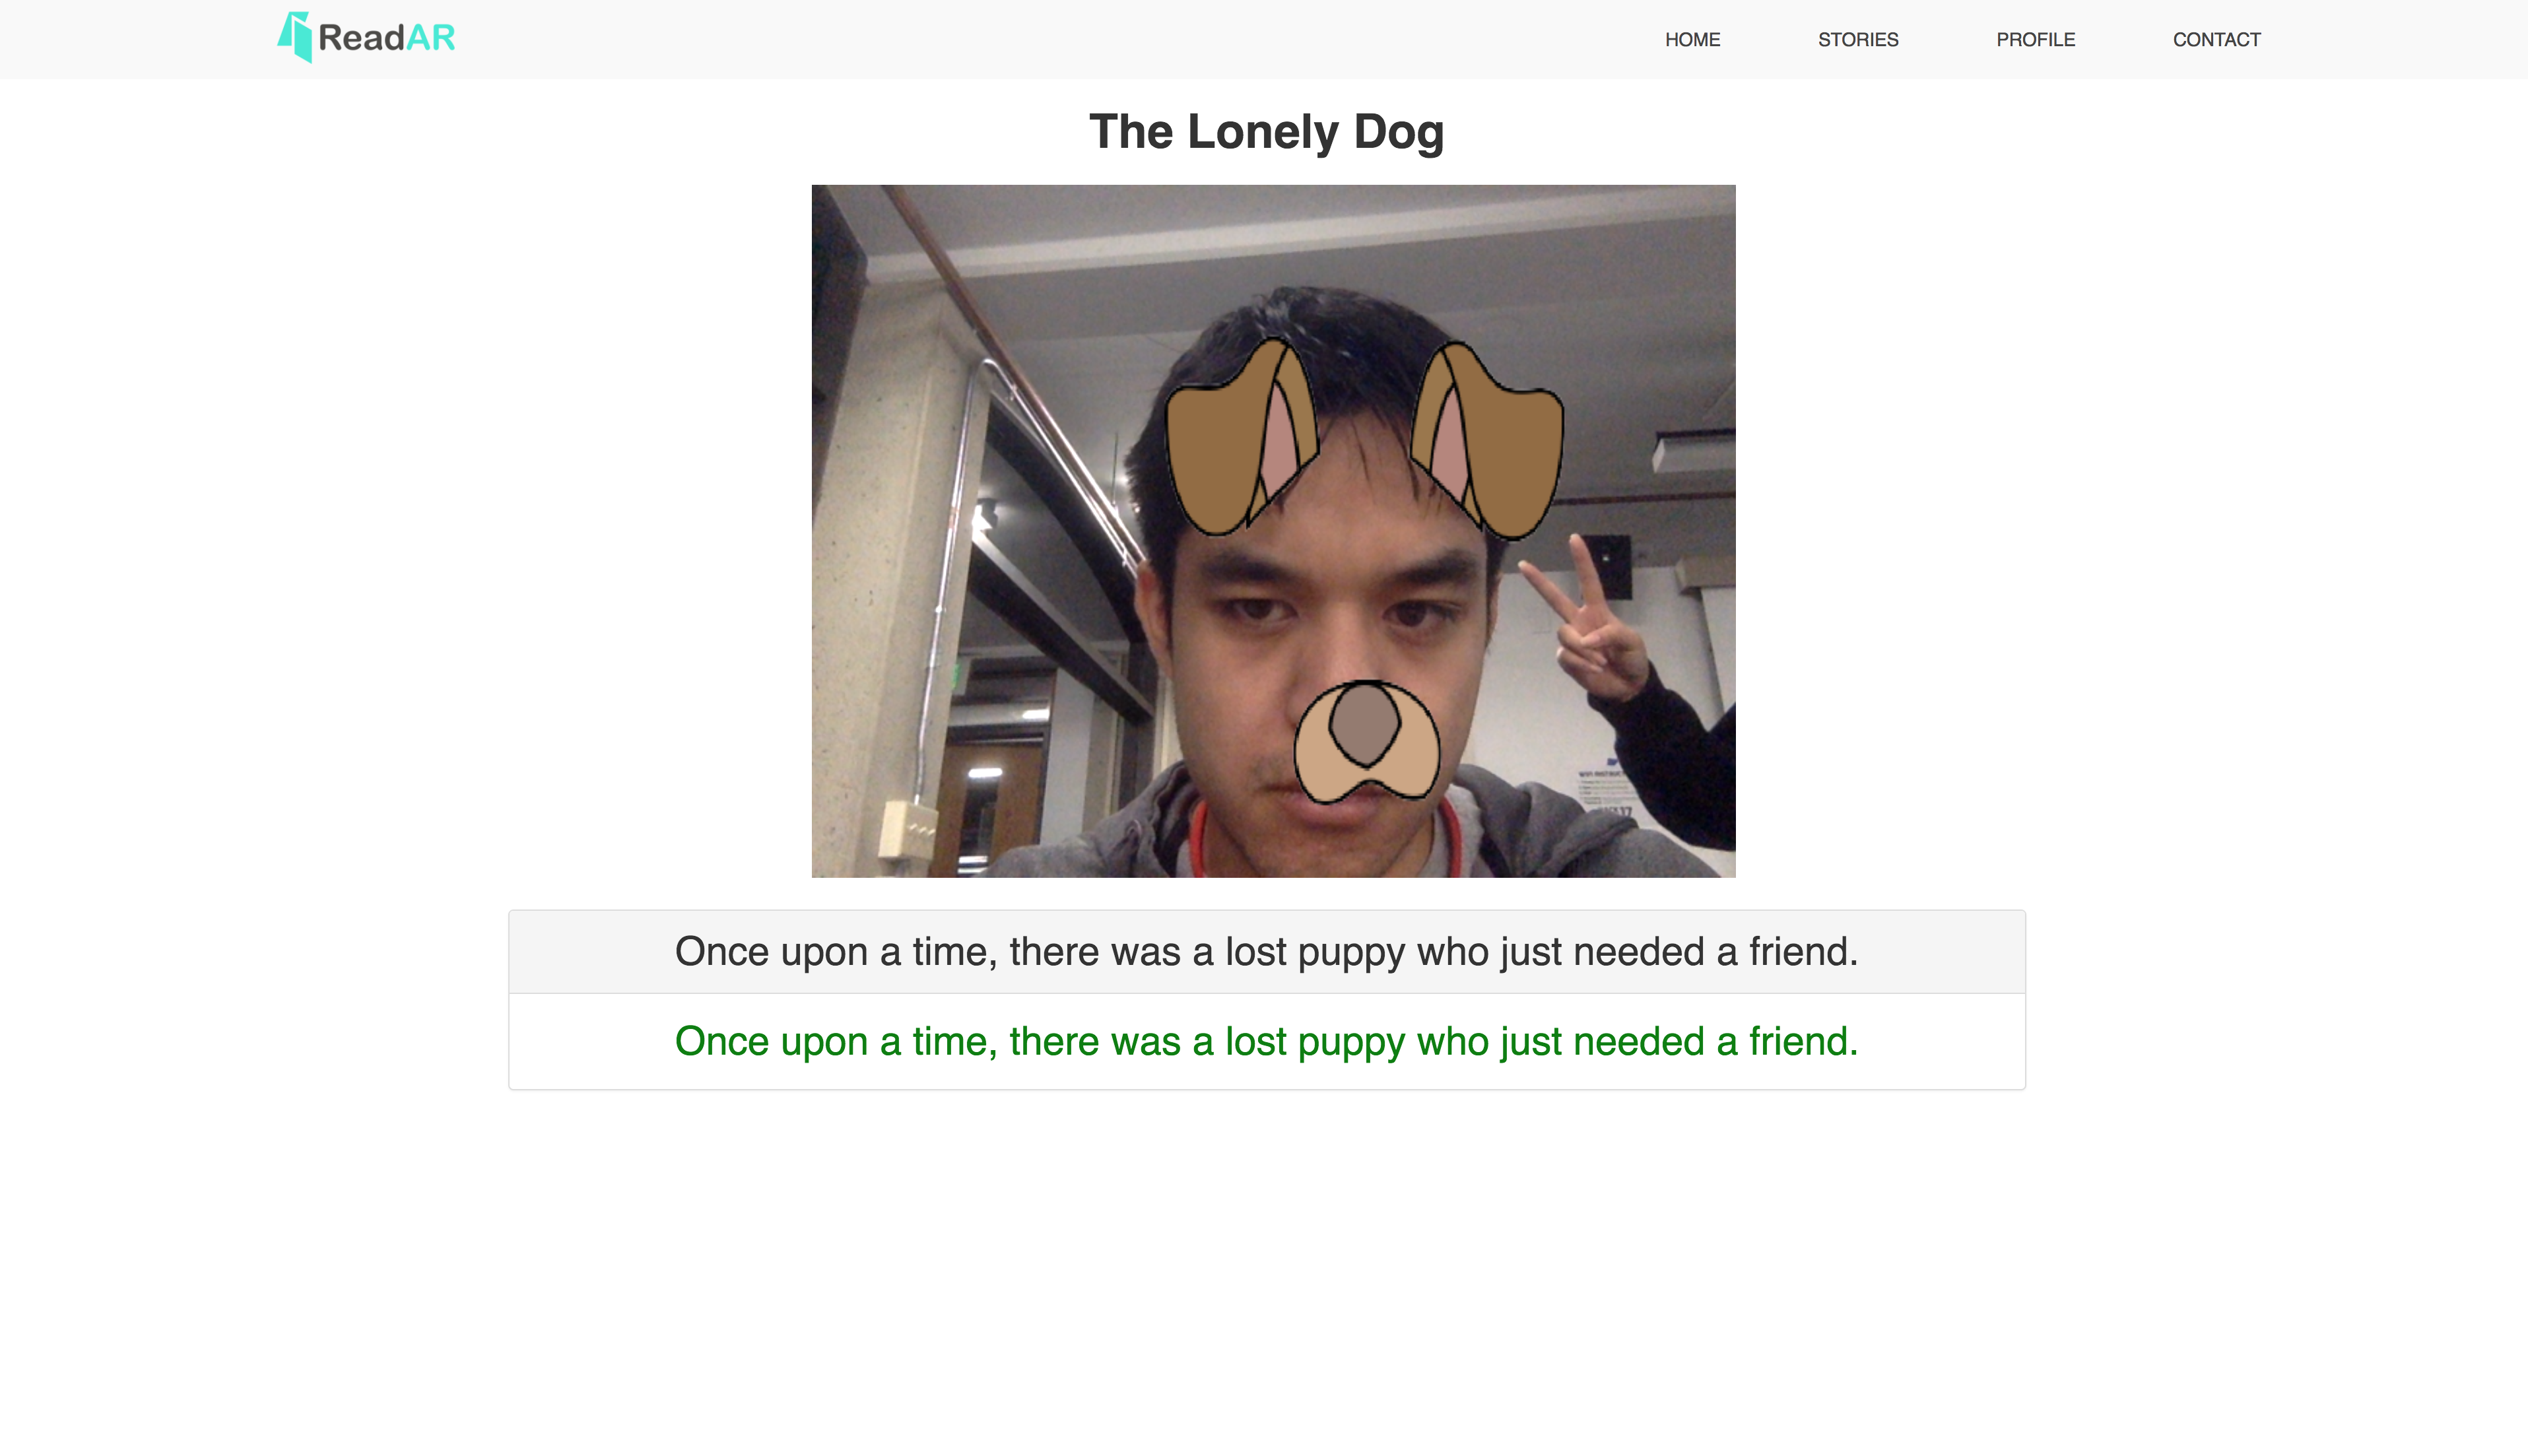 ReadAR
HOME STORIES PROFILE CONTACT
The Lonely Dog
Once upon a time, there was a lost puppy who just needed a friend.
Once upon a time, there was a lost puppy who just needed a friend.